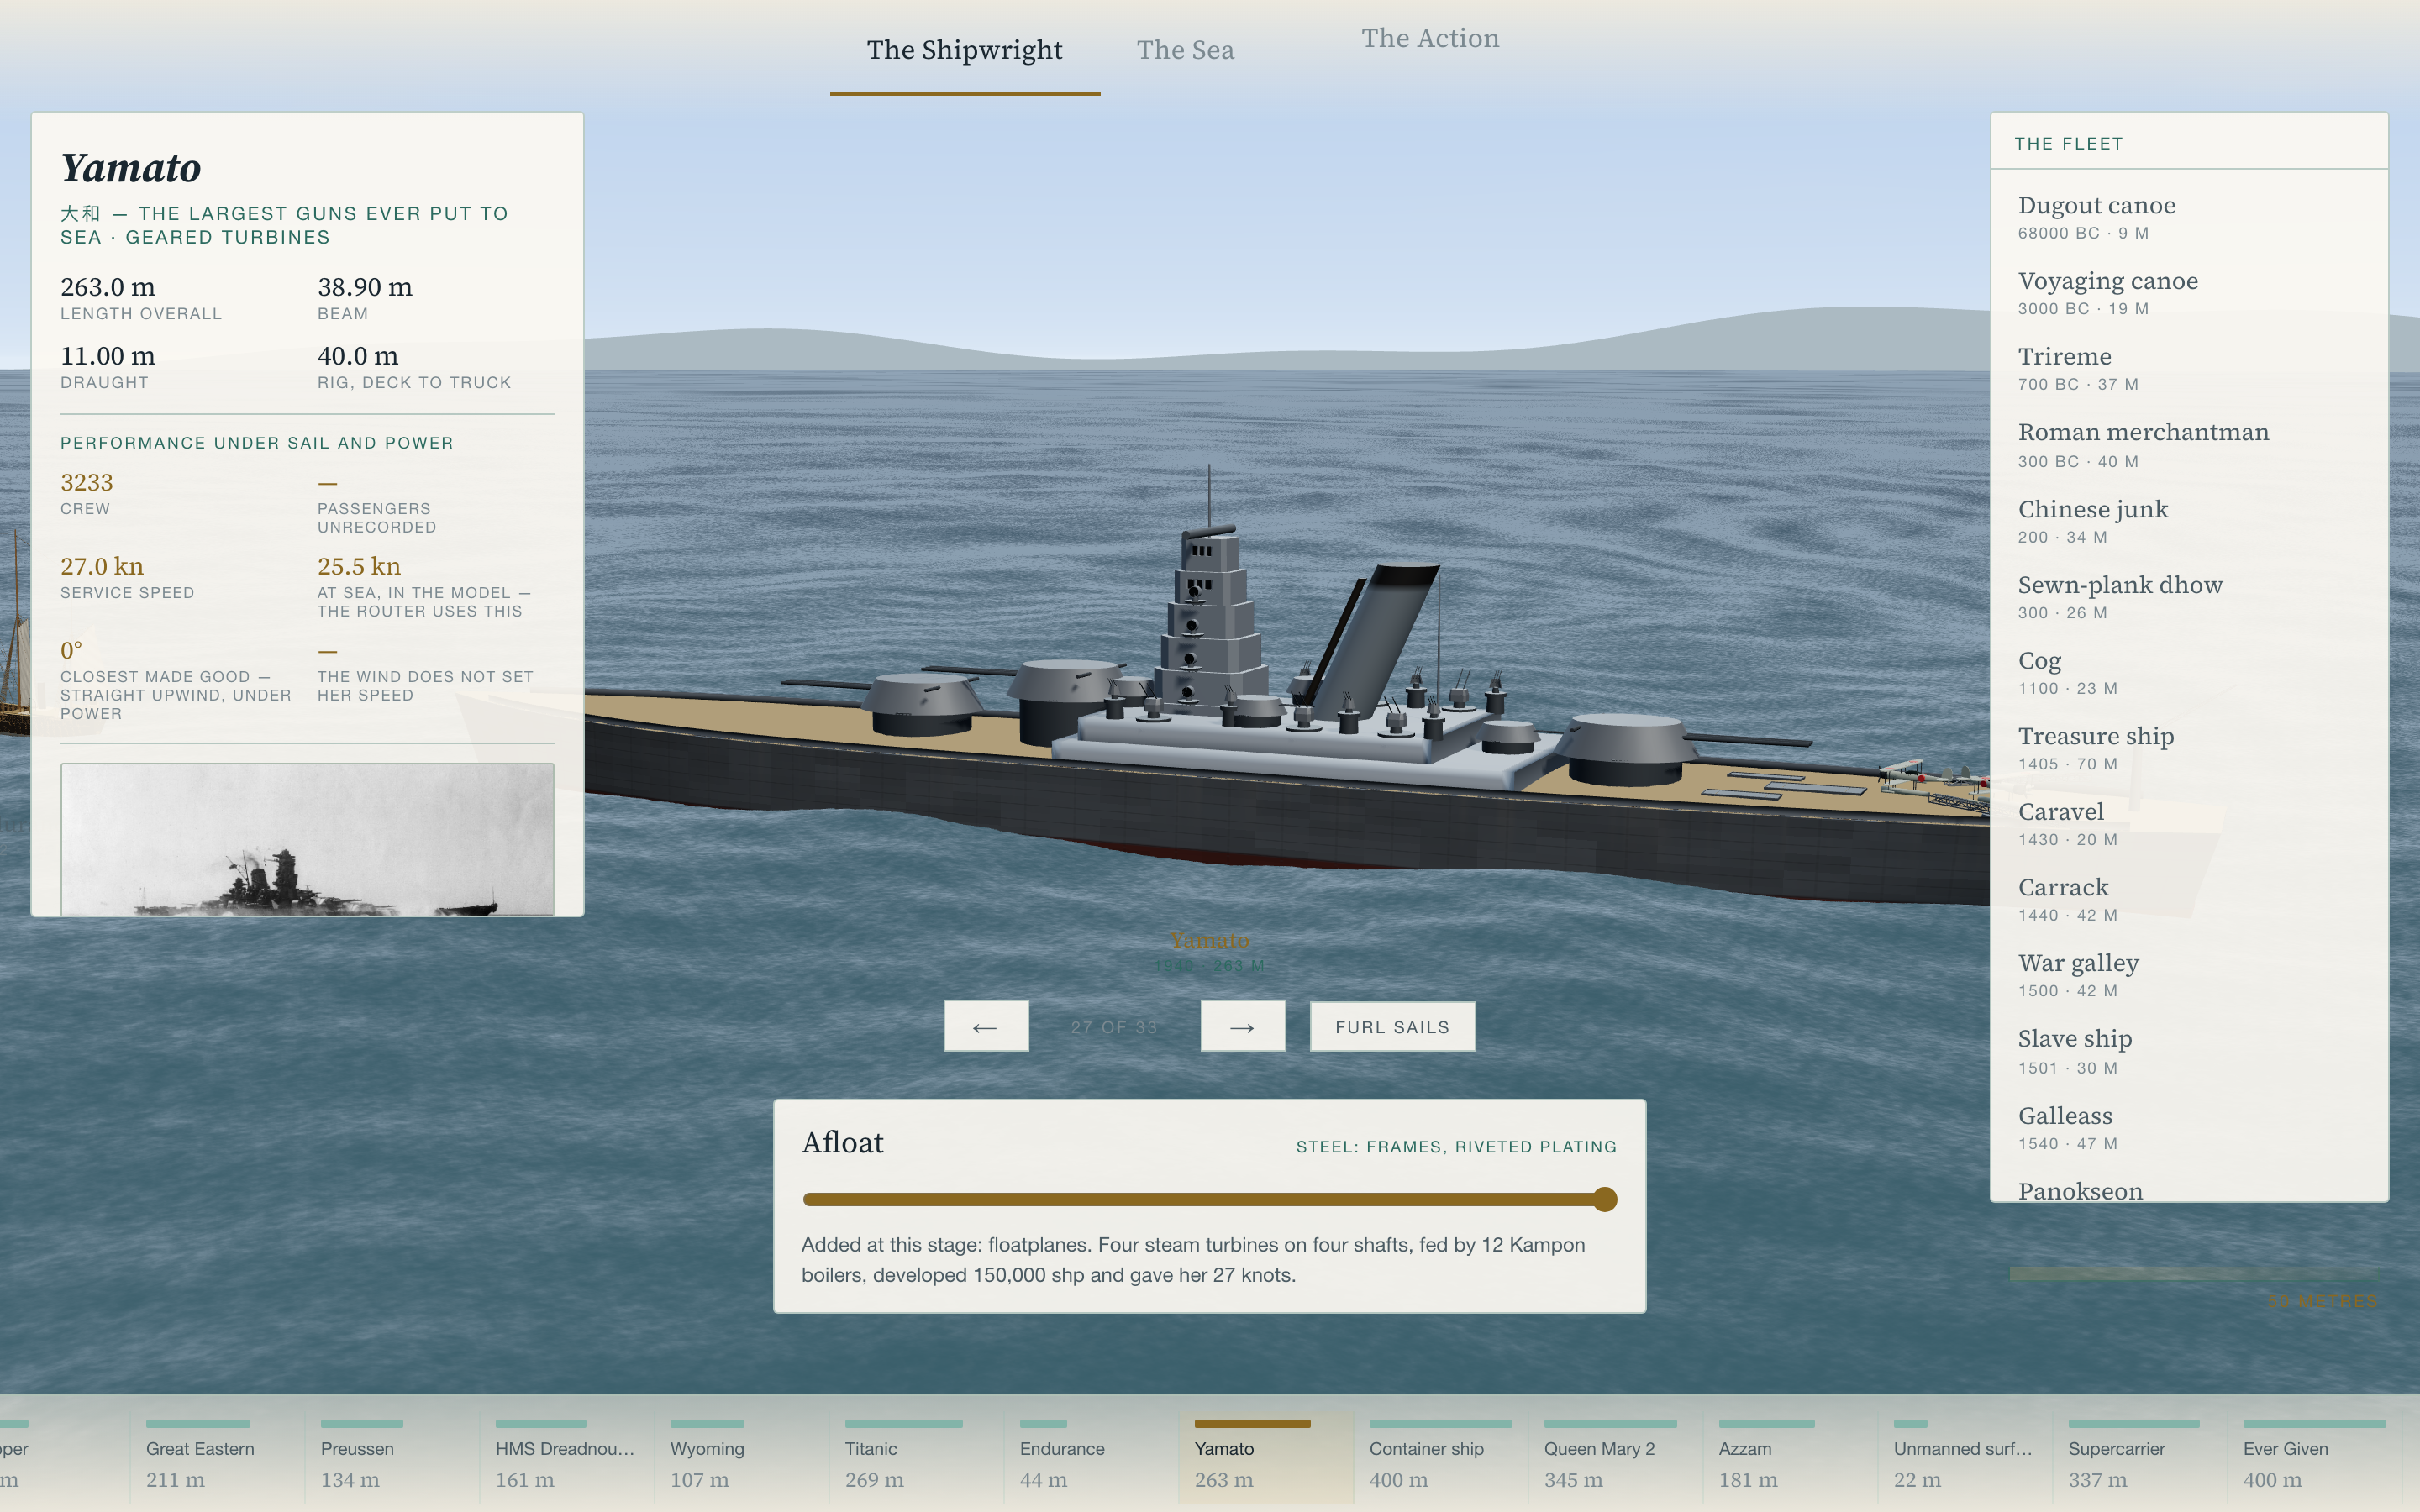 The Shipwright
The Sea
The Action
Yamato
大和 — THE LARGEST GUNS EVER PUT TO
SEA · GEARED TURBINES
263.0 m
LENGTH OVERALL
38.90 m
BEAM
11.00 m
DRAUGHT
40.0 m
RIG, DECK TO TRUCK
PERFORMANCE UNDER SAIL AND POWER
3233
CREW
—
PASSENGERS
UNRECORDED
27.0 kn
SERVICE SPEED
25.5 kn
AT SEA, IN THE MODEL —
THE ROUTER USES THIS
0°
CLOSEST MADE GOOD —
STRAIGHT UPWIND, UNDER
POWER
—
THE WIND DOES NOT SET
HER SPEED
THE FLEET
Dugout canoe
68000 BC · 9 M
Voyaging canoe
3000 BC · 19 M
Trireme
700 BC · 37 M
Roman merchantman
300 BC · 40 M
Chinese junk
200 · 34 M
Sewn-plank dhow
300 · 26 M
Cog
1100 · 23 M
Treasure ship
1405 · 70 M
Caravel
1430 · 20 M
Carrack
1440 · 42 M
War galley
1500 · 42 M
Slave ship
1501 · 30 M
Galleass
1540 · 47 M
Panokseon
Yamato
1940 · 263 M
←
27 OF 33
→
FURL SAILS
Afloat
STEEL: FRAMES, RIVETED PLATING
Added at this stage: floatplanes. Four steam turbines on four shafts, fed by 12 Kampon
boilers, developed 150,000 shp and gave her 27 knots.
50 METRES
pper
m
Great Eastern
211 m
Preussen
134 m
HMS Dreadnou…
161 m
Wyoming
107 m
Titanic
269 m
Endurance
44 m
Yamato
263 m
Container ship
400 m
Queen Mary 2
345 m
Azzam
181 m
Unmanned surf…
22 m
Supercarrier
337 m
Ever Given
400 m